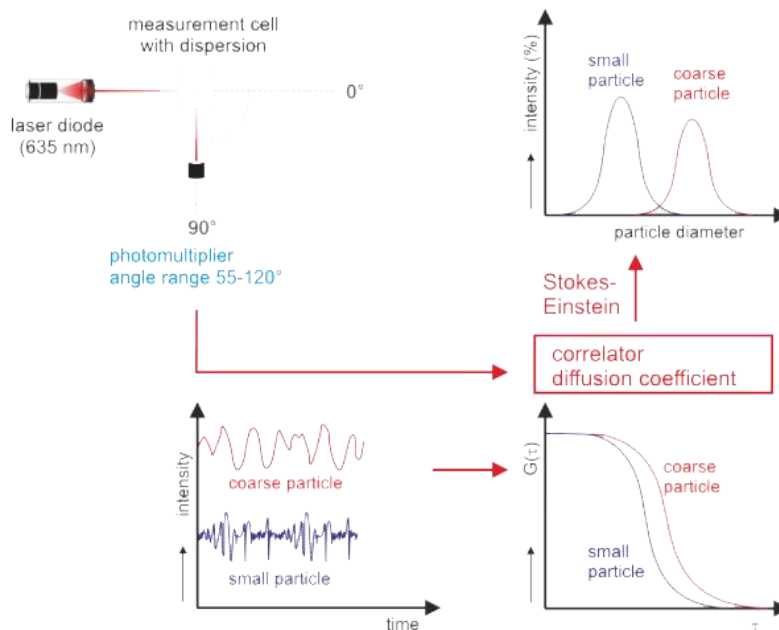 measurement cell
with dispersion
0°
laser diode
(635 nm)
90°
photomultiplier
angle range 55-120°
intensity (%)
small
particle
coarse
particle
particle diameter
Stokes-
Einstein
correlator
diffusion coefficient
intensity
coarse particle
small particle
time
G(τ)
coarse
particle
small
particle
τ